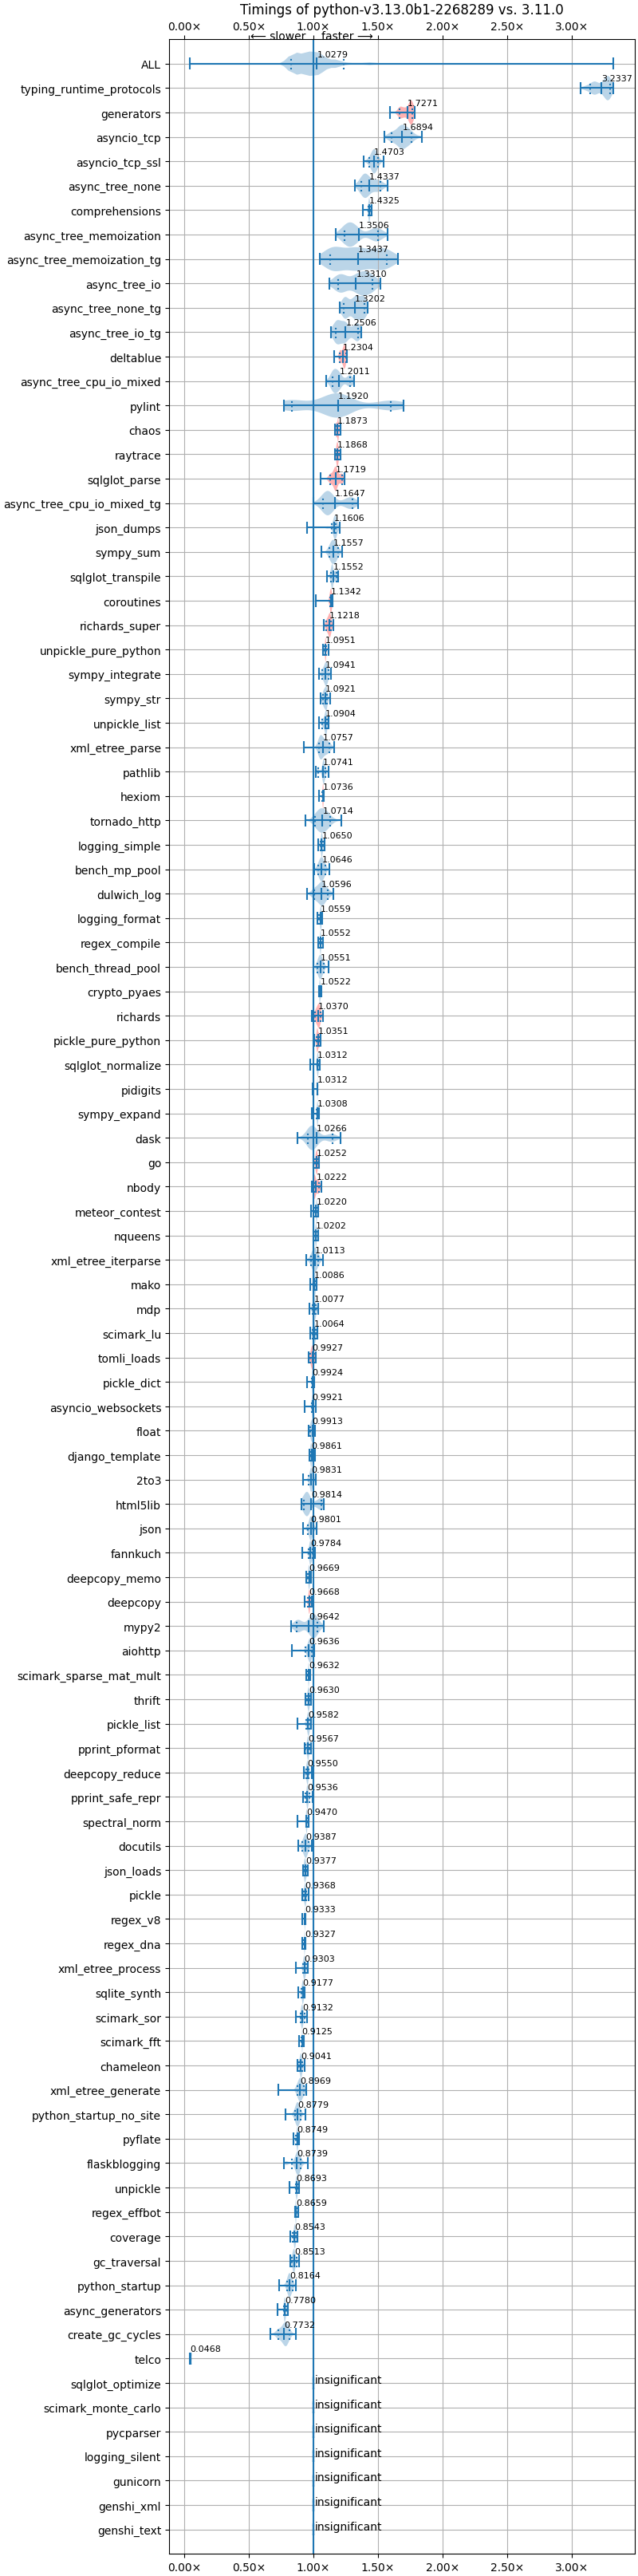 Timings of python-v3.13.0b1-2268289 vs. 3.11.0
0.00× 0.50× 1.00× 1.50× 2.00× 2.50× 3.00×
⟵ slower faster ⟶
ALL 1.0279
typing_runtime_protocols 3.2337
generators 1.7271
asyncio_tcp 1.6894
asyncio_tcp_ssl 1.4703
async_tree_none 1.4337
comprehensions 1.4325
async_tree_memoization 1.3506
async_tree_memoization_tg 1.3437
async_tree_io 1.3310
async_tree_none_tg 1.3202
async_tree_io_tg 1.2506
deltablue 1.2304
async_tree_cpu_io_mixed 1.2011
pylint 1.1920
chaos 1.1873
raytrace 1.1868
sqlglot_parse 1.1719
async_tree_cpu_io_mixed_tg 1.1647
json_dumps 1.1606
sympy_sum 1.1557
sqlglot_transpile 1.1552
coroutines 1.1342
richards_super 1.1218
unpickle_pure_python 1.0951
sympy_integrate 1.0941
sympy_str 1.0921
unpickle_list 1.0904
xml_etree_parse 1.0757
pathlib 1.0741
hexiom 1.0736
tornado_http 1.0714
logging_simple 1.0650
bench_mp_pool 1.0646
dulwich_log 1.0596
logging_format 1.0559
regex_compile 1.0552
bench_thread_pool 1.0551
crypto_pyaes 1.0522
richards 1.0370
pickle_pure_python 1.0351
sqlglot_normalize 1.0312
pidigits 1.0312
sympy_expand 1.0308
dask 1.0266
go 1.0252
nbody 1.0222
meteor_contest 1.0220
nqueens 1.0202
xml_etree_iterparse 1.0113
mako 1.0086
mdp 1.0077
scimark_lu 1.0064
tomli_loads 0.9927
pickle_dict 0.9924
asyncio_websockets 0.9921
float 0.9913
django_template 0.9861
2to3 0.9831
html5lib 0.9814
json 0.9801
fannkuch 0.9784
deepcopy_memo 0.9669
deepcopy 0.9668
mypy2 0.9642
aiohttp 0.9636
scimark_sparse_mat_mult 0.9632
thrift 0.9630
pickle_list 0.9582
pprint_pformat 0.9567
deepcopy_reduce 0.9550
pprint_safe_repr 0.9536
spectral_norm 0.9470
docutils 0.9387
json_loads 0.9377
pickle 0.9368
regex_v8 0.9333
regex_dna 0.9327
xml_etree_process 0.9303
sqlite_synth 0.9177
scimark_sor 0.9132
scimark_fft 0.9125
chameleon 0.9041
xml_etree_generate 0.8969
python_startup_no_site 0.8779
pyflate 0.8749
flaskblogging 0.8739
unpickle 0.8693
regex_effbot 0.8659
coverage 0.8543
gc_traversal 0.8513
python_startup 0.8164
async_generators 0.7780
create_gc_cycles 0.7732
telco 0.0468
sqlglot_optimize insignificant
scimark_monte_carlo insignificant
pycparser insignificant
logging_silent insignificant
gunicorn insignificant
genshi_xml insignificant
genshi_text insignificant
0.00× 0.50× 1.00× 1.50× 2.00× 2.50× 3.00×